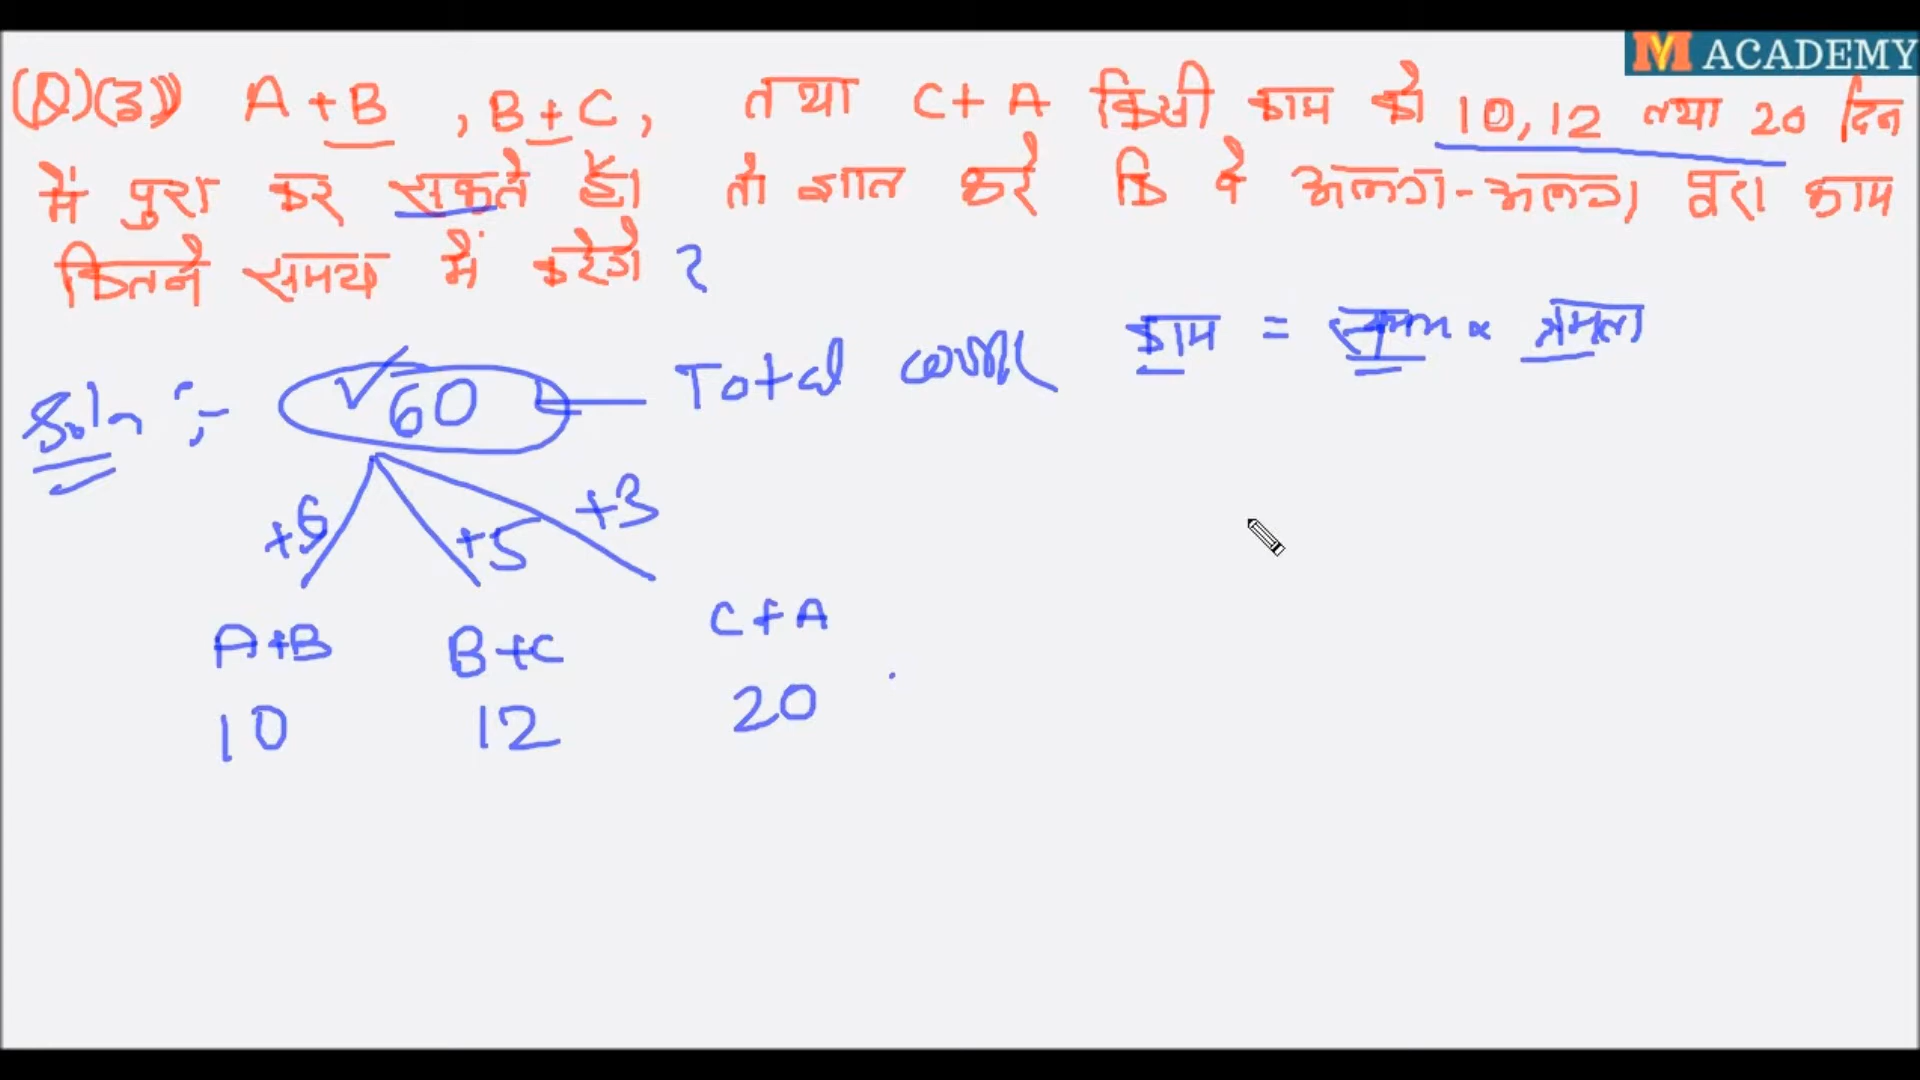 M ACADEMY
(Q)(3) A+B , B+C, तथा C+A किसी काम को 10, 12 तथा 20 दिन
में पुरा कर सकते है। तो ज्ञात करे कि वे अलग-अलग पूरा काम
कितने समय में करेगे ?
काम = समय × क्षमता
Soln :- 60 — Total work
+6 +5 +3
A+B B+C C+A
10 12 20